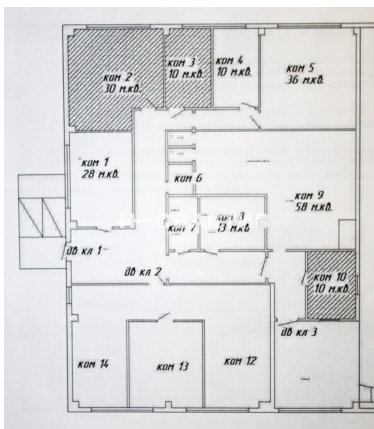 ком 2
30 м.кв.
ком 3
10 м.кв.
ком 4
10 м.кв.
ком 5
36 м.кв.
ком 1
28 м.кв.
ком 6
ком 7
ком 8
13 м.кв.
ком 9
58 м.кв.
дв кл 1
дв кл 2
ком 10
10 м.кв.
дв кл 3
ком 14
ком 13
ком 12